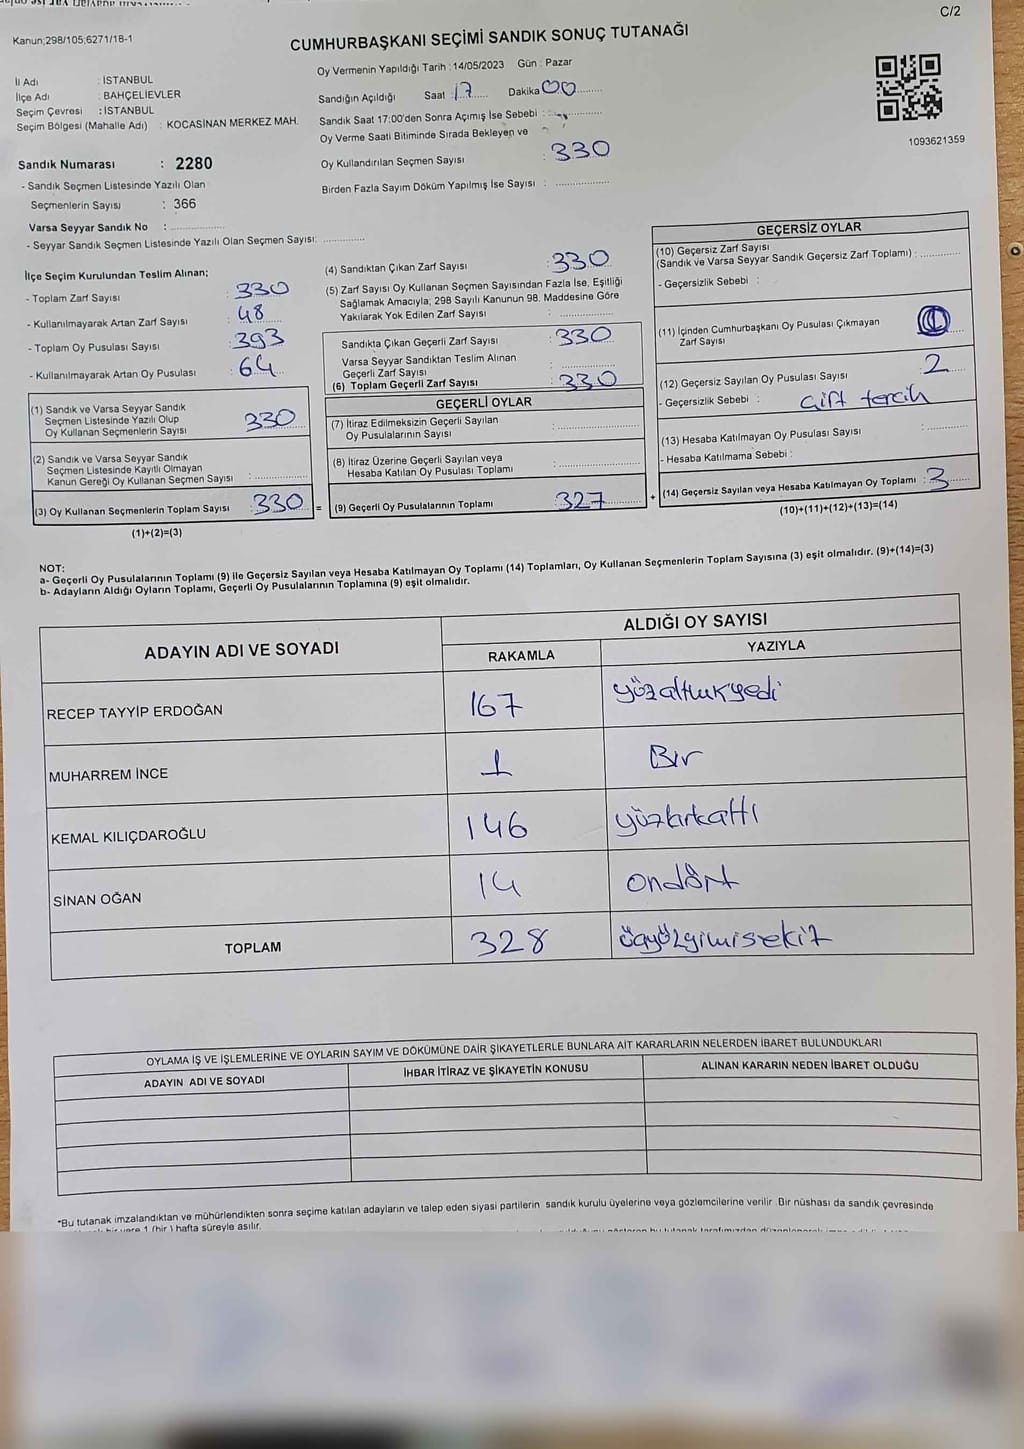 C/2
Kanun;298/105;6271/18-1
CUMHURBAŞKANI SEÇİMİ SANDIK SONUÇ TUTANAĞI
İl Adı : İSTANBUL
İlçe Adı : BAHÇELİEVLER
Seçim Çevresi : İSTANBUL
Seçim Bölgesi (Mahalle Adı) : KOCASİNAN MERKEZ MAH.
Sandık Numarası : 2280
- Sandık Seçmen Listesinde Yazılı Olan
Seçmenlerin Sayısı : 366
Varsa Seyyar Sandık No : ....................
- Seyyar Sandık Seçmen Listesinde Yazılı Olan Seçmen Sayısı: ..............
Oy Vermenin Yapıldığı Tarih : 14/05/2023 Gün : Pazar
Sandığın Açıldığı Saat : 17 Dakika 00
Sandık Saat 17:00'den Sonra Açımış İse Sebebi :
Oy Verme Saati Bitiminde Sırada Bekleyen ve
Oy Kullandırılan Seçmen Sayısı : 330
Birden Fazla Sayım Döküm Yapılmış İse Sayısı : ..................
1093621359
İlçe Seçim Kurulundan Teslim Alınan;
- Toplam Zarf Sayısı : 330
- Kullanılmayarak Artan Zarf Sayısı : 48
- Toplam Oy Pusulası Sayısı : 393
- Kullanılmayarak Artan Oy Pusulası : 64
(1) Sandık ve Varsa Seyyar Sandık
Seçmen Listesinde Yazılı Olup
Oy Kullanan Seçmenlerin Sayısı 330
(2) Sandık ve Varsa Seyyar Sandık
Seçmen Listesinde Kayıtlı Olmayan
Kanun Gereği Oy Kullanan Seçmen Sayısı : ....................
(3) Oy Kullanan Seçmenlerin Toplam Sayısı : 330 =
(1)+(2)=(3)
(4) Sandıktan Çıkan Zarf Sayısı : 330
(5) Zarf Sayısı Oy Kullanan Seçmen Sayısından Fazla İse, Eşitliği
Sağlamak Amacıyla; 298 Sayılı Kanunun 98. Maddesine Göre
Yakılarak Yok Edilen Zarf Sayısı : ..................
Sandıkta Çıkan Geçerli Zarf Sayısı : 330
Varsa Seyyar Sandıktan Teslim Alınan
Geçerli Zarf Sayısı : ..................
(6) Toplam Geçerli Zarf Sayısı : 330
GEÇERLİ OYLAR
(7) İtiraz Edilmeksizin Geçerli Sayılan
Oy Pusulalarının Sayısı : ....................
(8) İtiraz Üzerine Geçerli Sayılan veya
Hesaba Katılan Oy Pusulası Toplamı : ....................
(9) Geçerli Oy Pusulalarının Toplamı : 327 +
GEÇERSİZ OYLAR
(10) Geçersiz Zarf Sayısı
(Sandık ve Varsa Seyyar Sandık Geçersiz Zarf Toplamı) : ............
- Geçersizlik Sebebi :
(11) İçinden Cumhurbaşkanı Oy Pusulası Çıkmayan
Zarf Sayısı : 1
(12) Geçersiz Sayılan Oy Pusulası Sayısı : 2
- Geçersizlik Sebebi : Çift tercih
(13) Hesaba Katılmayan Oy Pusulası Sayısı : ............
- Hesaba Katılmama Sebebi :
(14) Geçersiz Sayılan veya Hesaba Katılmayan Oy Toplamı : 3
(10)+(11)+(12)+(13)=(14)
NOT:
a- Geçerli Oy Pusulalarının Toplamı (9) ile Geçersiz Sayılan veya Hesaba Katılmayan Oy Toplamı (14) Toplamları, Oy Kullanan Seçmenlerin Toplam Sayısına (3) eşit olmalıdır. (9)+(14)=(3)
b- Adayların Aldığı Oyların Toplamı, Geçerli Oy Pusulalarının Toplamına (9) eşit olmalıdır.
ADAYIN ADI VE SOYADI ALDIĞI OY SAYISI
RAKAMLA YAZIYLA
RECEP TAYYİP ERDOĞAN 167 yüzaltmışyedi
MUHARREM İNCE 1 Bir
KEMAL KILIÇDAROĞLU 146 yüzkırkaltı
SİNAN OĞAN 14 ondört
TOPLAM 328 üçyüzyirmisekiz
OYLAMA İŞ VE İŞLEMLERİNE VE OYLARIN SAYIM VE DÖKÜMÜNE DAİR ŞİKAYETLERLE BUNLARA AİT KARARLARIN NELERDEN İBARET BULUNDUKLARI
ADAYIN ADI VE SOYADI İHBAR İTİRAZ VE ŞİKAYETİN KONUSU ALINAN KARARIN NEDEN İBARET OLDUĞU
*Bu tutanak imzalandıktan ve mühürlendikten sonra seçime katılan adayların ve talep eden siyasi partilerin sandık kurulu üyelerine veya gözlemcilerine verilir. Bir nüshası da sandık çevresinde
bir yere 1 (bir) hafta süreyle asılır.